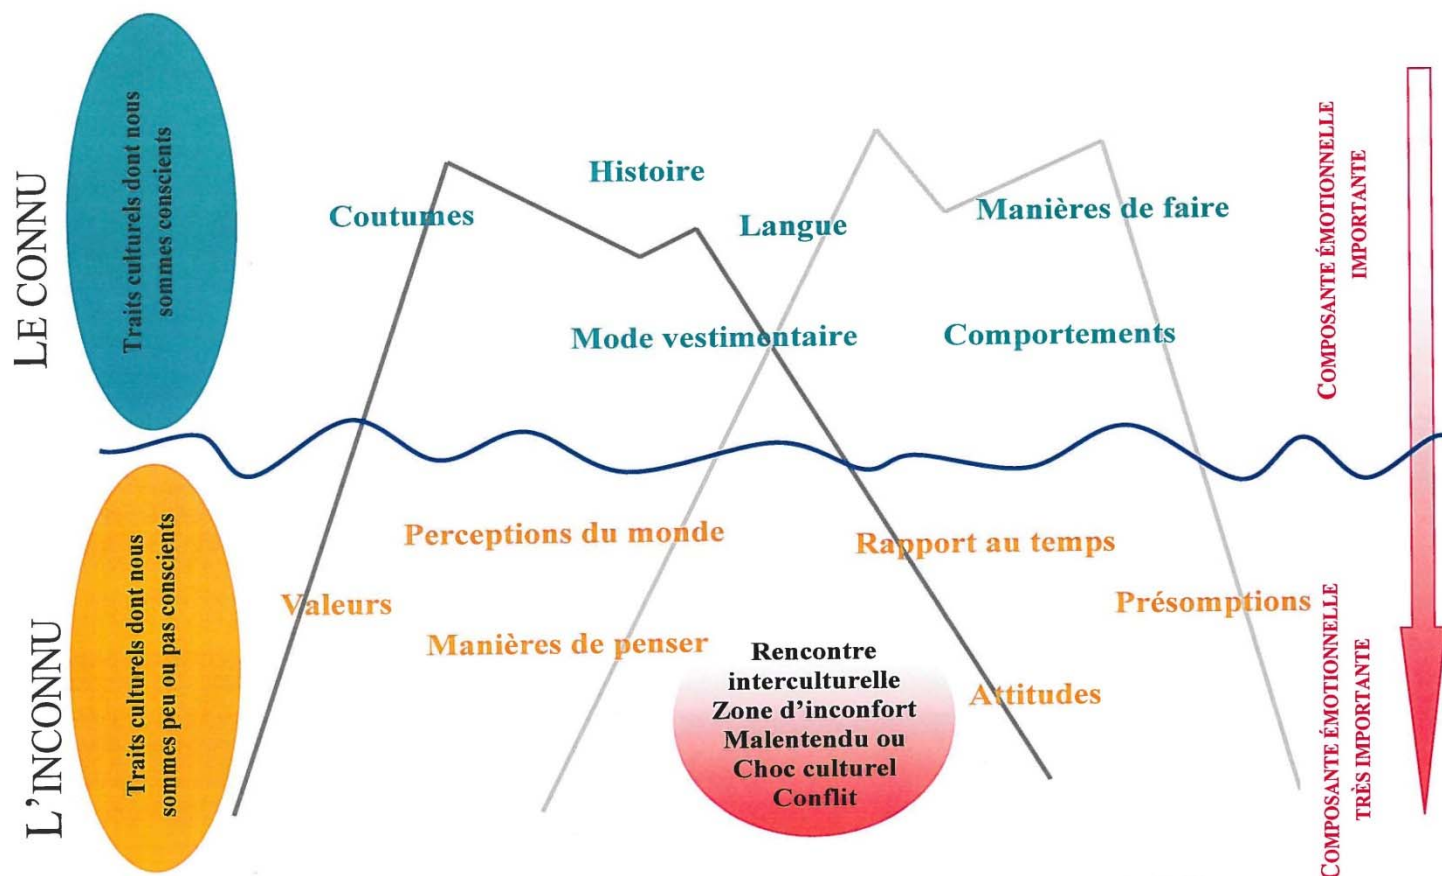 LE CONNU
Traits culturels dont nous
sommes conscients
Histoire
Coutumes
Langue
Manières de faire
Mode vestimentaire
Comportements
COMPOSANTE ÉMOTIONNELLE
IMPORTANTE
L'INCONNU
Traits culturels dont nous
sommes peu ou pas conscients
Perceptions du monde
Rapport au temps
Valeurs
Présomptions
Manières de penser
Attitudes
Rencontre
interculturelle
Zone d'inconfort
Malentendu ou
Choc culturel
Conflit
COMPOSANTE ÉMOTIONNELLE
TRÈS IMPORTANTE